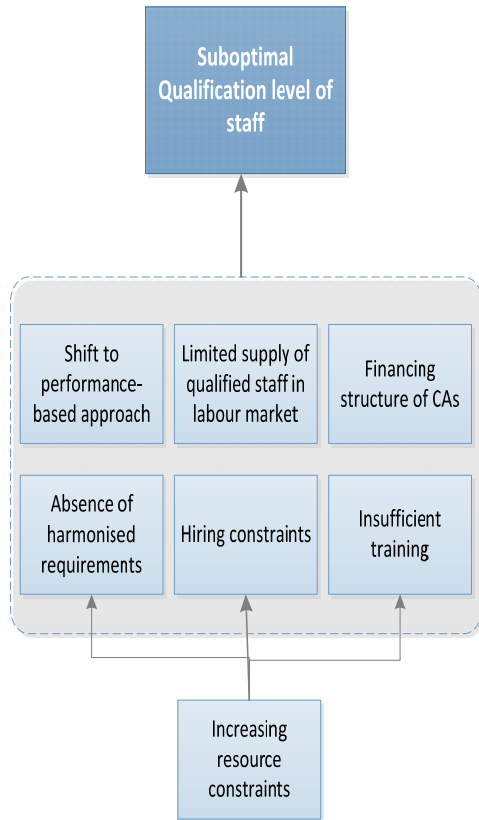 Suboptimal
Qualification level of
staff
Shift to
performance-
based approach
Limited supply of
qualified staff in
labour market
Financing
structure of CAs
Absence of
harmonised
requirements
Hiring constraints
Insufficient
training
Increasing
resource
constraints